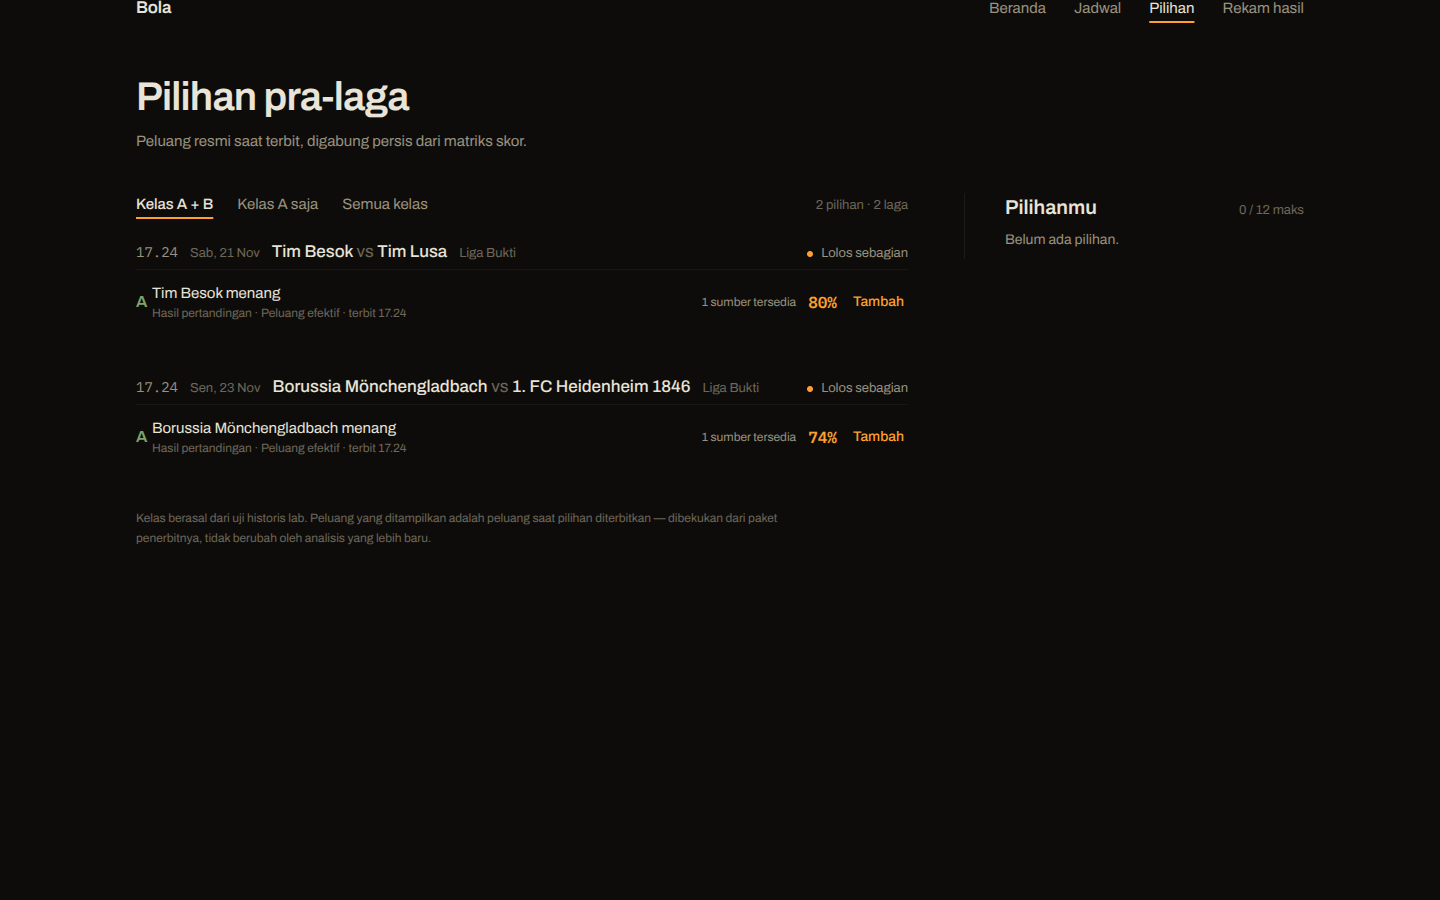 Bola
Beranda Jadwal Pilihan Rekam hasil
Pilihan pra-laga
Peluang resmi saat terbit, digabung persis dari matriks skor.
Kelas A + B Kelas A saja Semua kelas 2 pilihan · 2 laga
17.24 Sab, 21 Nov Tim Besok vs Tim Lusa Liga Bukti Lolos sebagian
A Tim Besok menang 1 sumber tersedia 80% Tambah
Hasil pertandingan · Peluang efektif · terbit 17.24
17.24 Sen, 23 Nov Borussia Mönchengladbach vs 1. FC Heidenheim 1846 Liga Bukti Lolos sebagian
A Borussia Mönchengladbach menang 1 sumber tersedia 74% Tambah
Hasil pertandingan · Peluang efektif · terbit 17.24
Kelas berasal dari uji historis lab. Peluang yang ditampilkan adalah peluang saat pilihan diterbitkan — dibekukan dari paket
penerbitnya, tidak berubah oleh analisis yang lebih baru.
Pilihanmu 0 / 12 maks
Belum ada pilihan.